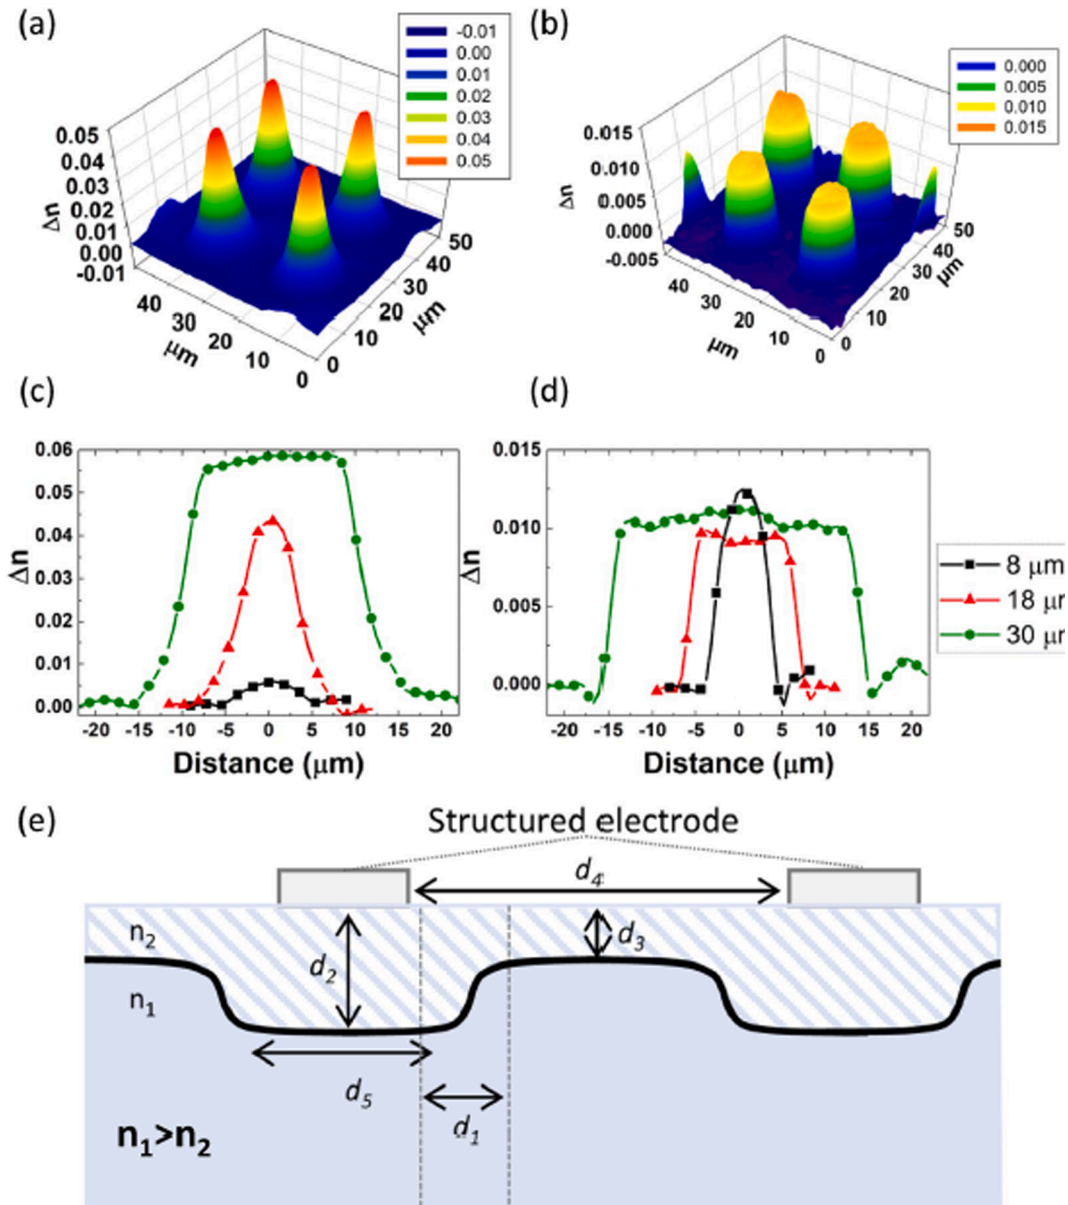 (a)
-0.01
0.00
0.01
0.02
0.03
0.04
0.05
0.05
0.04
0.03
0.02
0.01
0.00
-0.01
Δn
40
30
20
10
0
μm
0
10
20
30
40
50
μm
(b)
0.000
0.005
0.010
0.015
0.015
0.010
0.005
0.000
-0.005
Δn
40
30
20
10
0
μm
0
10
20
30
40
50
μm
(c)
0.06
0.05
0.04
0.03
0.02
0.01
0.00
Δn
-20 -15 -10 -5 0 5 10 15 20
Distance (μm)
(d)
0.015
0.010
0.005
0.000
Δn
-20 -15 -10 -5 0 5 10 15 20
Distance (μm)
8 μm
18 μr
30 μr
(e)
Structured electrode
d4
n2
d3
d2
n1
d5
d1
n1>n2